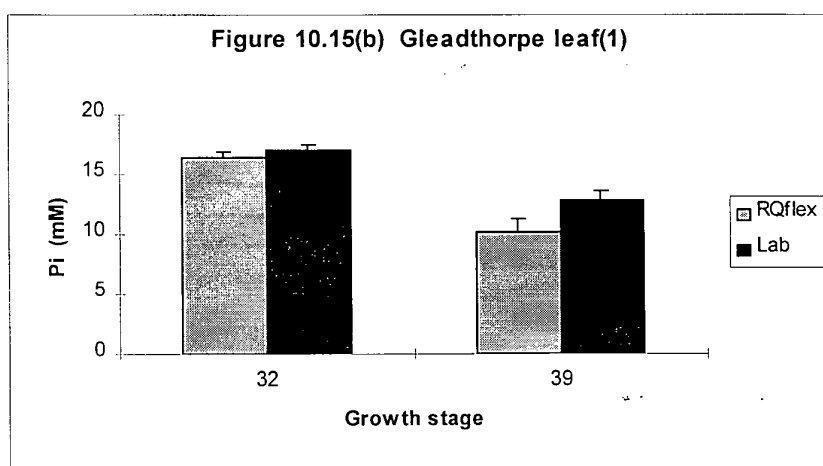 Figure 10.15(b) Gleadthorpe leaf(1)
20
15
10
5
0
Pi (mM)
32
39
Growth stage
RQflex
Lab